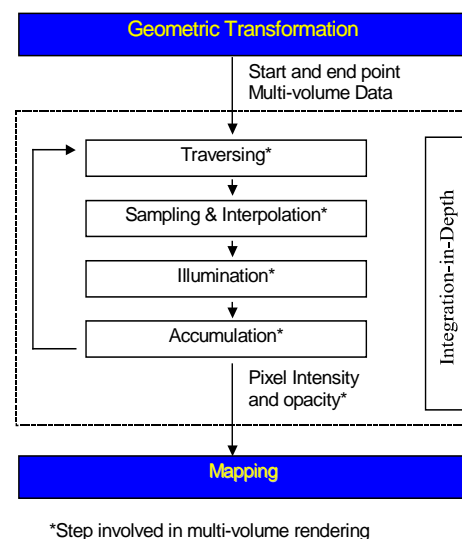 Geometric Transformation
Start and end point
Multi-volume Data
Traversing*
Sampling & Interpolation*
Illumination*
Accumulation*
Integration-in-Depth
Pixel Intensity
and opacity*
Mapping
*Step involved in multi-volume rendering